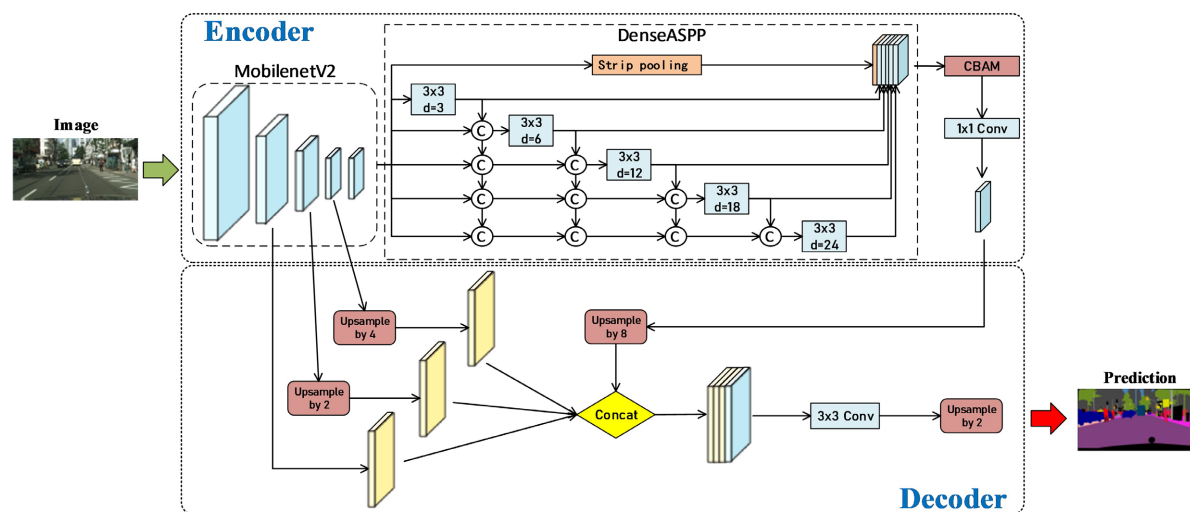 Encoder
DenseASPP
MobilenetV2
Strip pooling
CBAM
3x3
d=3
Image
C
3x3
d=6
1x1 Conv
C
C
3x3
d=12
C
C
C
3x3
d=18
C
C
C
C
3x3
d=24
Upsample
by 4
Upsample
by 8
Upsample
by 2
Concat
3x3 Conv
Upsample
by 2
Prediction
Decoder